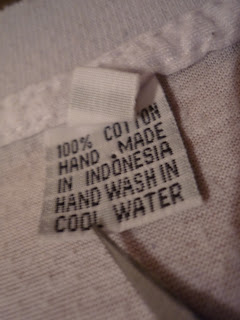 100% COTTON
HAND MADE
IN INDONESIA
HAND WASH IN
COOL WATER